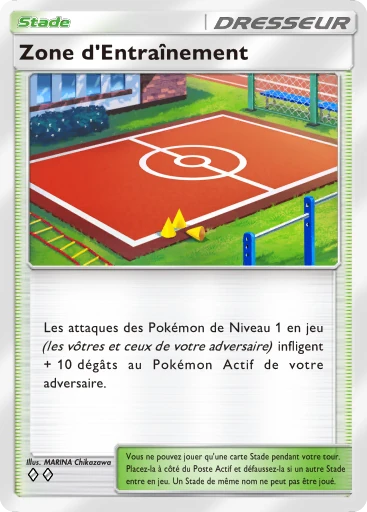 Stade
DRESSEUR
Zone d'Entraînement
Les attaques des Pokémon de Niveau 1 en jeu
(les vôtres et ceux de votre adversaire) infligent
+ 10 dégâts au Pokémon Actif de votre
adversaire.
Illus. MARINA Chikazawa
Vous ne pouvez jouer qu'une carte Stade pendant votre tour.
Placez-la à côté du Poste Actif et défaussez-la si un autre Stade
entre en jeu. Un Stade de même nom ne peut pas être joué.